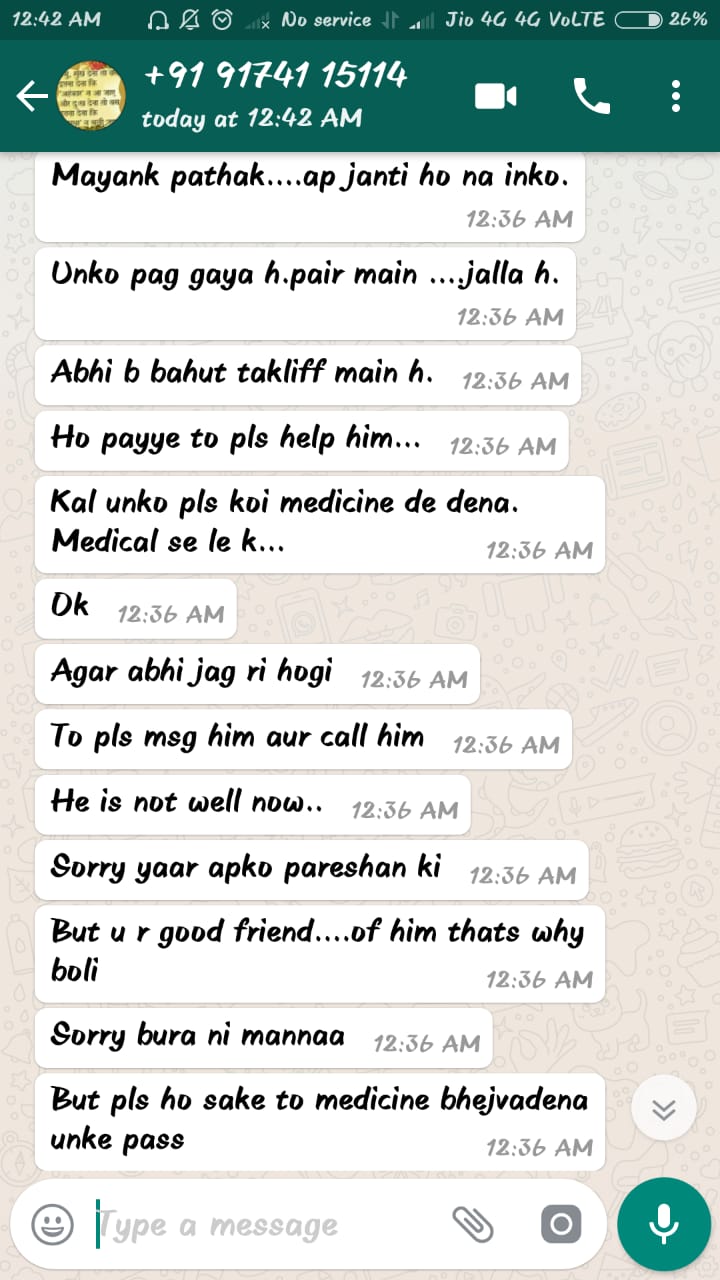 12:42 AM No service Jio 4G 4G VoLTE 26%
+91 91741 15114
today at 12:42 AM
Mayank pathak....ap janti ho na inko.
12:36 AM
Unko pag gaya h.pair main ....jalla h.
12:36 AM
Abhi b bahut takliff main h. 12:36 AM
Ho payye to pls help him... 12:36 AM
Kal unko pls koi medicine de dena.
Medical se le k... 12:36 AM
Ok 12:36 AM
Agar abhi jag ri hogi 12:36 AM
To pls msg him aur call him 12:36 AM
He is not well now.. 12:36 AM
Sorry yaar apko pareshan ki 12:36 AM
But u r good friend....of him thats why
boli 12:36 AM
Sorry bura ni mannaa 12:36 AM
But pls ho sake to medicine bhejvadena
unke pass 12:36 AM
Type a message